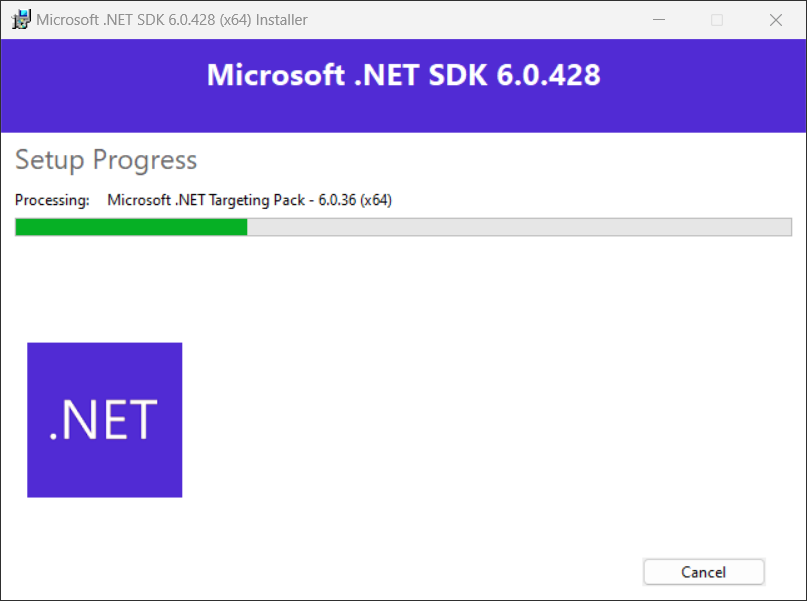 Microsoft .NET SDK 6.0.428 (x64) Installer
Microsoft .NET SDK 6.0.428
Setup Progress
Processing: Microsoft .NET Targeting Pack - 6.0.36 (x64)
.NET
Cancel